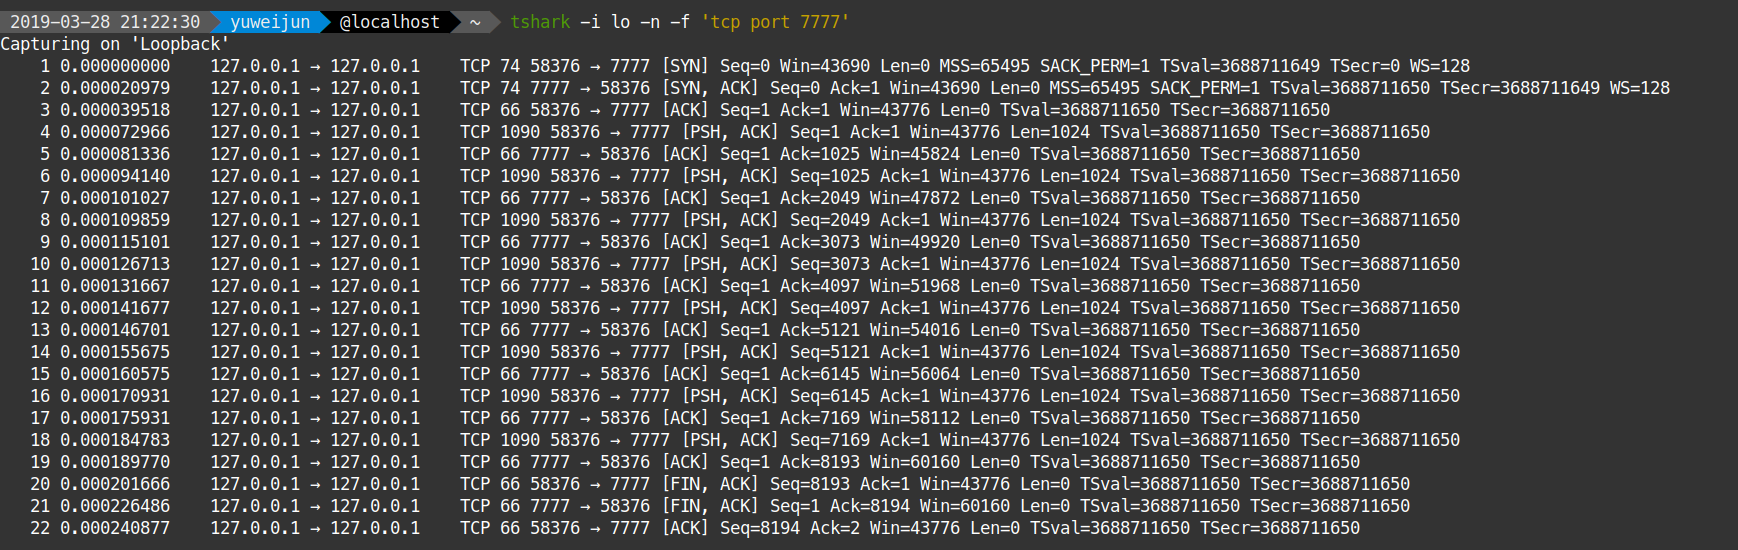 2019-03-28 21:22:30 yuweijun @localhost ~ tshark -i lo -n -f 'tcp port 7777'
Capturing on 'Loopback'
1 0.000000000 127.0.0.1 → 127.0.0.1 TCP 74 58376 → 7777 [SYN] Seq=0 Win=43690 Len=0 MSS=65495 SACK_PERM=1 TSval=3688711649 TSecr=0 WS=128
2 0.000020979 127.0.0.1 → 127.0.0.1 TCP 74 7777 → 58376 [SYN, ACK] Seq=0 Ack=1 Win=43690 Len=0 MSS=65495 SACK_PERM=1 TSval=3688711650 TSecr=3688711649 WS=128
3 0.000039518 127.0.0.1 → 127.0.0.1 TCP 66 58376 → 7777 [ACK] Seq=1 Ack=1 Win=43776 Len=0 TSval=3688711650 TSecr=3688711650
4 0.000072966 127.0.0.1 → 127.0.0.1 TCP 1090 58376 → 7777 [PSH, ACK] Seq=1 Ack=1 Win=43776 Len=1024 TSval=3688711650 TSecr=3688711650
5 0.000081336 127.0.0.1 → 127.0.0.1 TCP 66 7777 → 58376 [ACK] Seq=1 Ack=1025 Win=45824 Len=0 TSval=3688711650 TSecr=3688711650
6 0.000094140 127.0.0.1 → 127.0.0.1 TCP 1090 58376 → 7777 [PSH, ACK] Seq=1025 Ack=1 Win=43776 Len=1024 TSval=3688711650 TSecr=3688711650
7 0.000101027 127.0.0.1 → 127.0.0.1 TCP 66 7777 → 58376 [ACK] Seq=1 Ack=2049 Win=47872 Len=0 TSval=3688711650 TSecr=3688711650
8 0.000109859 127.0.0.1 → 127.0.0.1 TCP 1090 58376 → 7777 [PSH, ACK] Seq=2049 Ack=1 Win=43776 Len=1024 TSval=3688711650 TSecr=3688711650
9 0.000115101 127.0.0.1 → 127.0.0.1 TCP 66 7777 → 58376 [ACK] Seq=1 Ack=3073 Win=49920 Len=0 TSval=3688711650 TSecr=3688711650
10 0.000126713 127.0.0.1 → 127.0.0.1 TCP 1090 58376 → 7777 [PSH, ACK] Seq=3073 Ack=1 Win=43776 Len=1024 TSval=3688711650 TSecr=3688711650
11 0.000131667 127.0.0.1 → 127.0.0.1 TCP 66 7777 → 58376 [ACK] Seq=1 Ack=4097 Win=51968 Len=0 TSval=3688711650 TSecr=3688711650
12 0.000141677 127.0.0.1 → 127.0.0.1 TCP 1090 58376 → 7777 [PSH, ACK] Seq=4097 Ack=1 Win=43776 Len=1024 TSval=3688711650 TSecr=3688711650
13 0.000146701 127.0.0.1 → 127.0.0.1 TCP 66 7777 → 58376 [ACK] Seq=1 Ack=5121 Win=54016 Len=0 TSval=3688711650 TSecr=3688711650
14 0.000155675 127.0.0.1 → 127.0.0.1 TCP 1090 58376 → 7777 [PSH, ACK] Seq=5121 Ack=1 Win=43776 Len=1024 TSval=3688711650 TSecr=3688711650
15 0.000160575 127.0.0.1 → 127.0.0.1 TCP 66 7777 → 58376 [ACK] Seq=1 Ack=6145 Win=56064 Len=0 TSval=3688711650 TSecr=3688711650
16 0.000170931 127.0.0.1 → 127.0.0.1 TCP 1090 58376 → 7777 [PSH, ACK] Seq=6145 Ack=1 Win=43776 Len=1024 TSval=3688711650 TSecr=3688711650
17 0.000175931 127.0.0.1 → 127.0.0.1 TCP 66 7777 → 58376 [ACK] Seq=1 Ack=7169 Win=58112 Len=0 TSval=3688711650 TSecr=3688711650
18 0.000184783 127.0.0.1 → 127.0.0.1 TCP 1090 58376 → 7777 [PSH, ACK] Seq=7169 Ack=1 Win=43776 Len=1024 TSval=3688711650 TSecr=3688711650
19 0.000189770 127.0.0.1 → 127.0.0.1 TCP 66 7777 → 58376 [ACK] Seq=1 Ack=8193 Win=60160 Len=0 TSval=3688711650 TSecr=3688711650
20 0.000201666 127.0.0.1 → 127.0.0.1 TCP 66 58376 → 7777 [FIN, ACK] Seq=8193 Ack=1 Win=43776 Len=0 TSval=3688711650 TSecr=3688711650
21 0.000226486 127.0.0.1 → 127.0.0.1 TCP 66 7777 → 58376 [FIN, ACK] Seq=1 Ack=8194 Win=60160 Len=0 TSval=3688711650 TSecr=3688711650
22 0.000240877 127.0.0.1 → 127.0.0.1 TCP 66 58376 → 7777 [ACK] Seq=8194 Ack=2 Win=43776 Len=0 TSval=3688711650 TSecr=3688711650